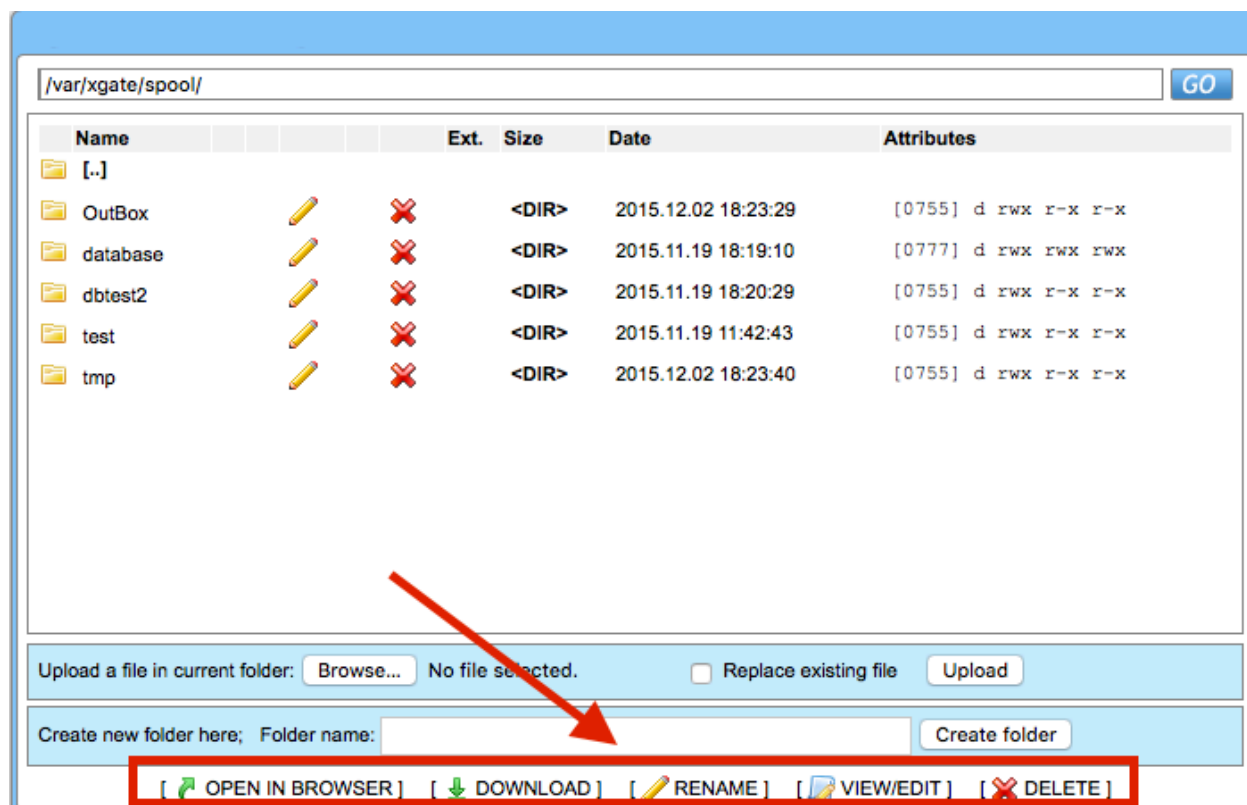 /var/xgate/spool/ GO
Name Ext. Size Date Attributes
[..]
OutBox <DIR> 2015.12.02 18:23:29 [0755] d rwx r-x r-x
database <DIR> 2015.11.19 18:19:10 [0777] d rwx rwx rwx
dbtest2 <DIR> 2015.11.19 18:20:29 [0755] d rwx r-x r-x
test <DIR> 2015.11.19 11:42:43 [0755] d rwx r-x r-x
tmp <DIR> 2015.12.02 18:23:40 [0755] d rwx r-x r-x
Upload a file in current folder: Browse... No file selected. Replace existing file Upload
Create new folder here; Folder name: Create folder
[ OPEN IN BROWSER ] [ DOWNLOAD ] [ RENAME ] [ VIEW/EDIT ] [ DELETE ]